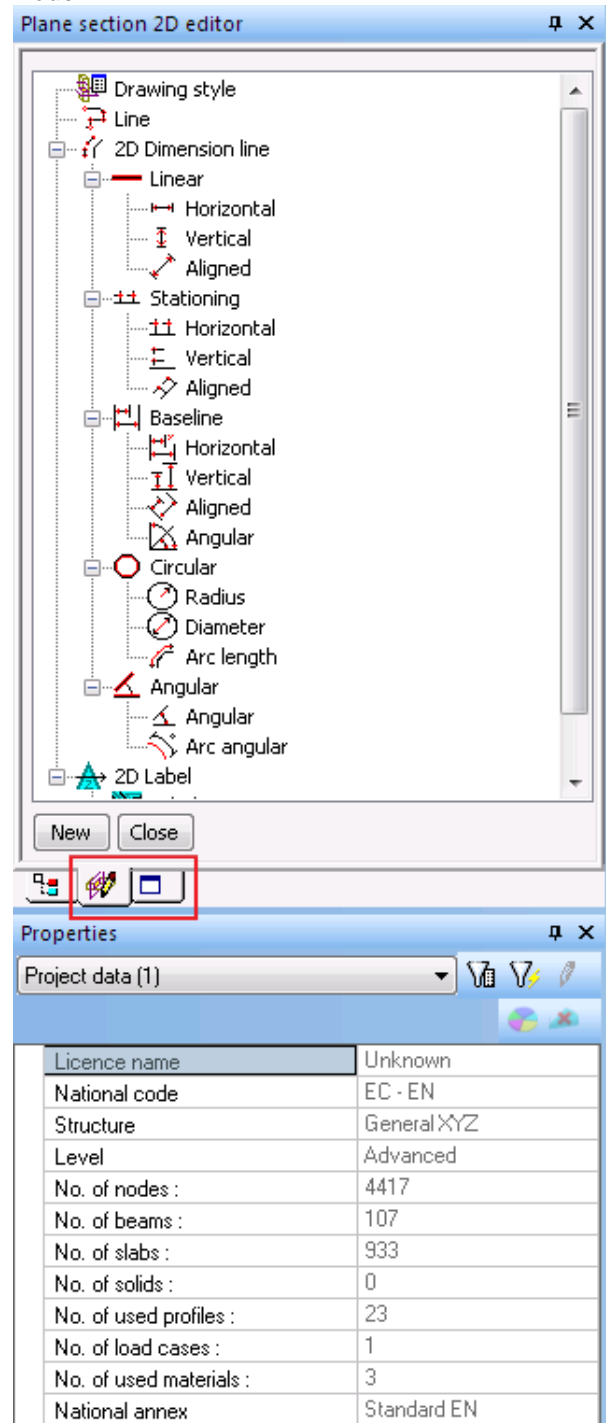 Plane section 2D editor
Drawing style
Line
2D Dimension line
Linear
Horizontal
Vertical
Aligned
Stationing
Horizontal
Vertical
Aligned
Baseline
Horizontal
Vertical
Aligned
Angular
Circular
Radius
Diameter
Arc length
Angular
Angular
Arc angular
2D Label
New Close
Properties
Project data (1)
Licence name Unknown
National code EC - EN
Structure General XYZ
Level Advanced
No. of nodes : 4417
No. of beams : 107
No. of slabs : 933
No. of solids : 0
No. of used profiles : 23
No. of load cases : 1
No. of used materials : 3
National annex Standard EN